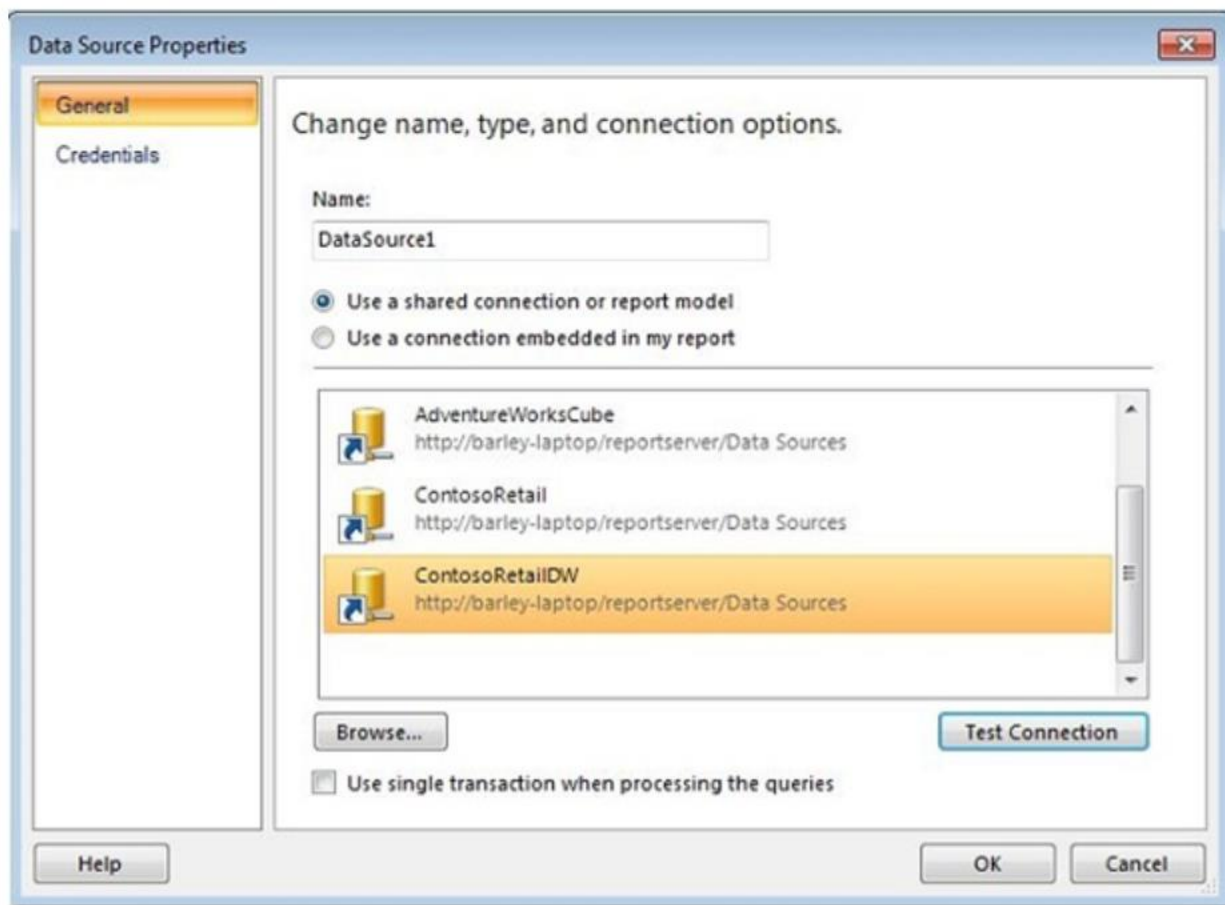 Data Source Properties
General
Credentials
Change name, type, and connection options.
Name:
DataSource1
Use a shared connection or report model
Use a connection embedded in my report
AdventureWorksCube
http://barley-laptop/reportserver/Data Sources
ContosoRetail
http://barley-laptop/reportserver/Data Sources
ContosoRetailDW
http://barley-laptop/reportserver/Data Sources
Browse...
Test Connection
Use single transaction when processing the queries
Help
OK
Cancel